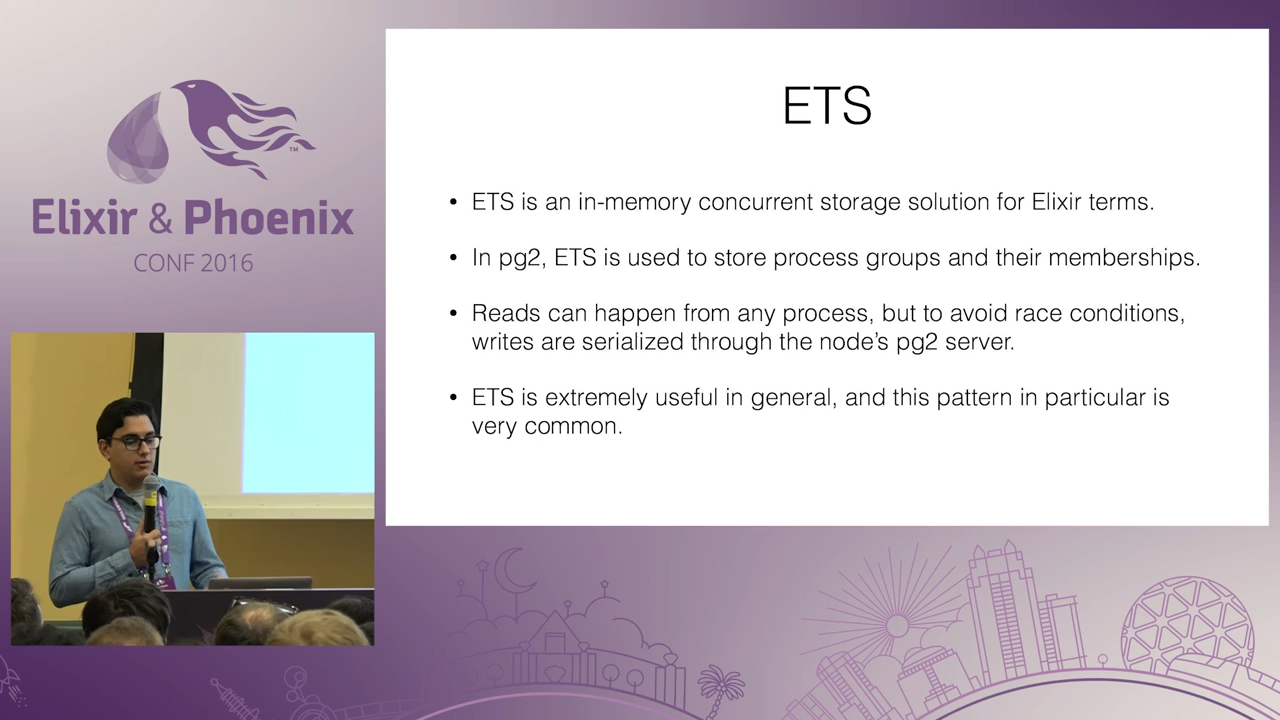 Elixir & Phoenix
CONF 2016
TM
ETS
• ETS is an in-memory concurrent storage solution for Elixir terms.
• In pg2, ETS is used to store process groups and their memberships.
• Reads can happen from any process, but to avoid race conditions,
writes are serialized through the node’s pg2 server.
• ETS is extremely useful in general, and this pattern in particular is
very common.